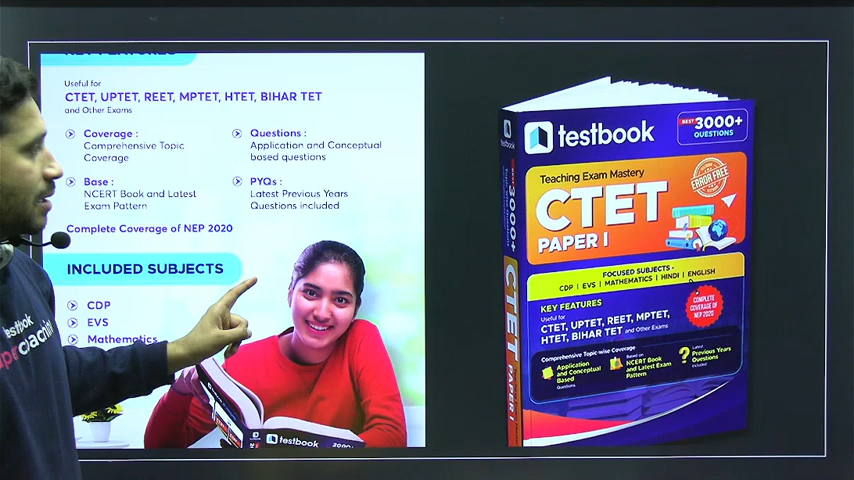 KEY FEATURES
Useful for
CTET, UPTET, REET, MPTET, HTET, BIHAR TET
and Other Exams
Coverage :
Comprehensive Topic
Coverage
Questions :
Application and Conceptual
based questions
Base :
NCERT Book and Latest
Exam Pattern
PYQs :
Latest Previous Years
Questions included
Complete Coverage of NEP 2020
INCLUDED SUBJECTS
CDP
EVS
Mathematics
testbook
3000+
testbook
coaching
testbook
BEST 3000+
QUESTIONS
Teaching Exam Mastery
CTET
PAPER I
ERROR FREE
FOCUSED SUBJECTS -
CDP | EVS | MATHEMATICS | HINDI | ENGLISH
KEY FEATURES
Useful for
CTET, UPTET, REET, MPTET,
HTET, BIHAR TET and Other Exams
COMPLETE
COVERAGE OF
NEP 2020
Comprehensive Topic-wise Coverage
Application
and Conceptual
Based
Questions
Based on
NCERT Book
and Latest Exam
Pattern
Latest
Previous Years
Questions
Included
3000+
CTET PAPER I